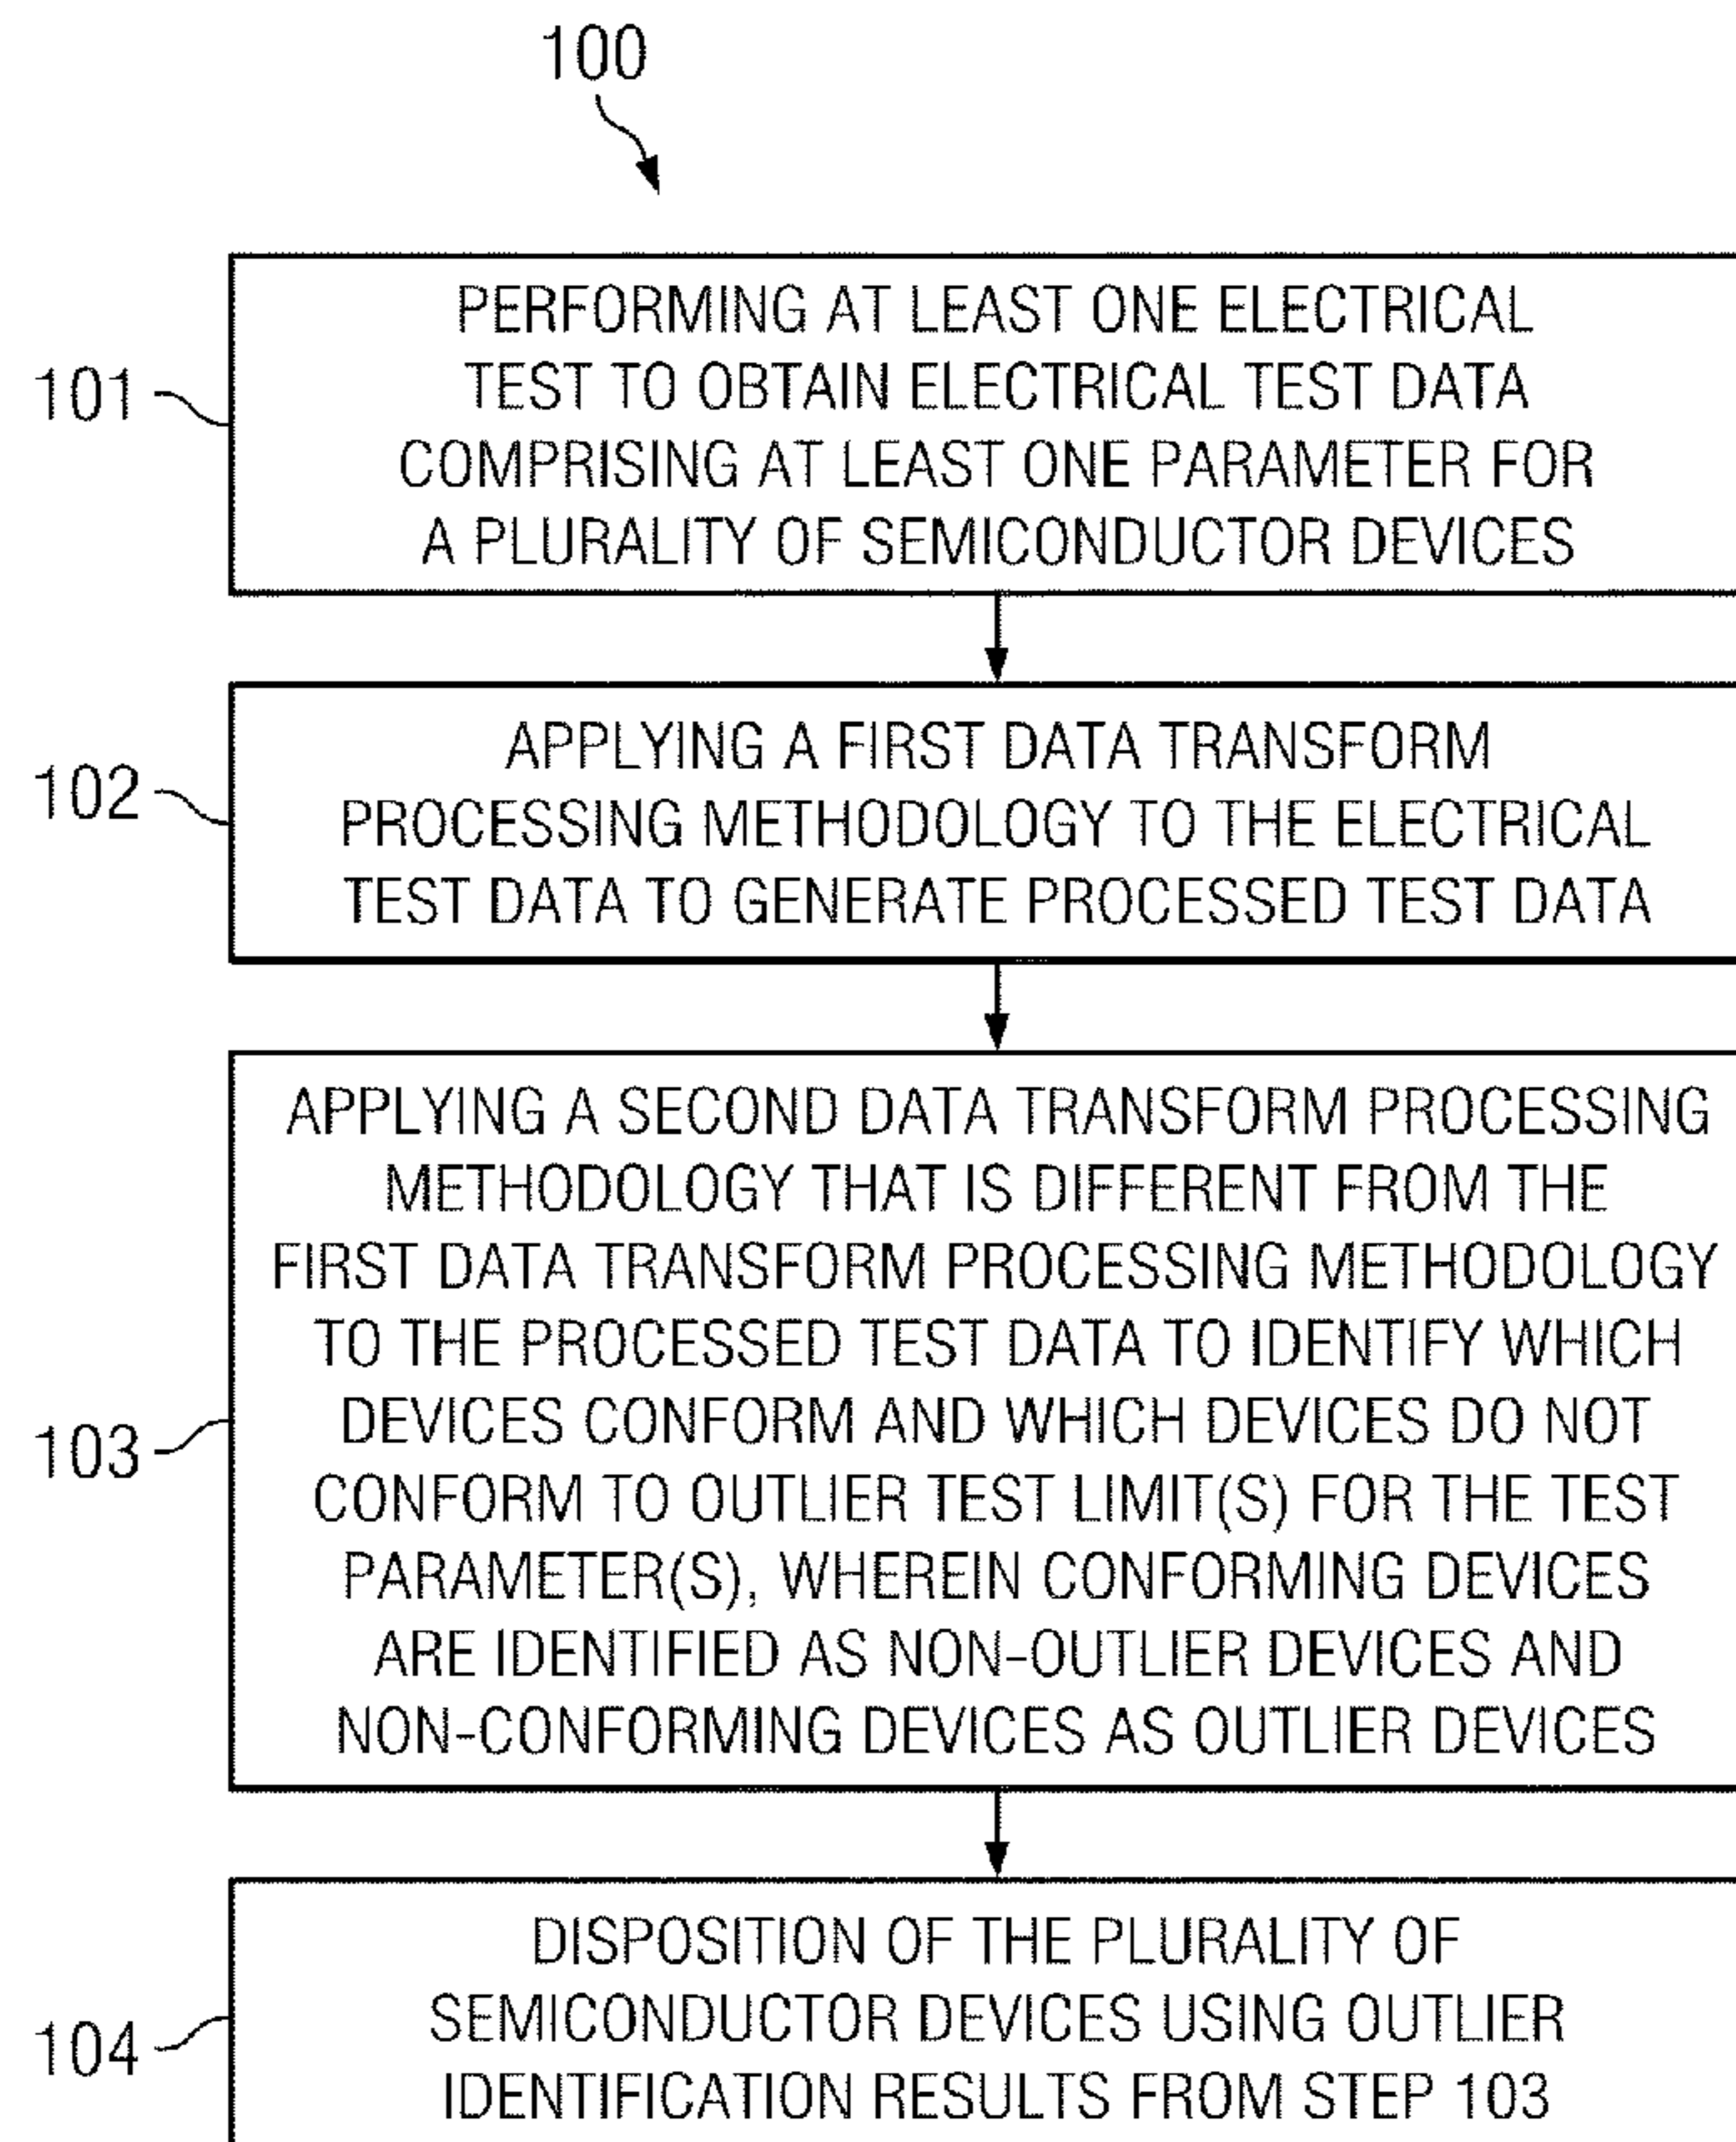 100
101
PERFORMING AT LEAST ONE ELECTRICAL
TEST TO OBTAIN ELECTRICAL TEST DATA
COMPRISING AT LEAST ONE PARAMETER FOR
A PLURALITY OF SEMICONDUCTOR DEVICES
102
APPLYING A FIRST DATA TRANSFORM
PROCESSING METHODOLOGY TO THE ELECTRICAL
TEST DATA TO GENERATE PROCESSED TEST DATA
103
APPLYING A SECOND DATA TRANSFORM PROCESSING
METHODOLOGY THAT IS DIFFERENT FROM THE
FIRST DATA TRANSFORM PROCESSING METHODOLOGY
TO THE PROCESSED TEST DATA TO IDENTIFY WHICH
DEVICES CONFORM AND WHICH DEVICES DO NOT
CONFORM TO OUTLIER TEST LIMIT(S) FOR THE TEST
PARAMETER(S), WHEREIN CONFORMING DEVICES
ARE IDENTIFIED AS NON-OUTLIER DEVICES AND
NON-CONFORMING DEVICES AS OUTLIER DEVICES
104
DISPOSITION OF THE PLURALITY OF
SEMICONDUCTOR DEVICES USING OUTLIER
IDENTIFICATION RESULTS FROM STEP 103